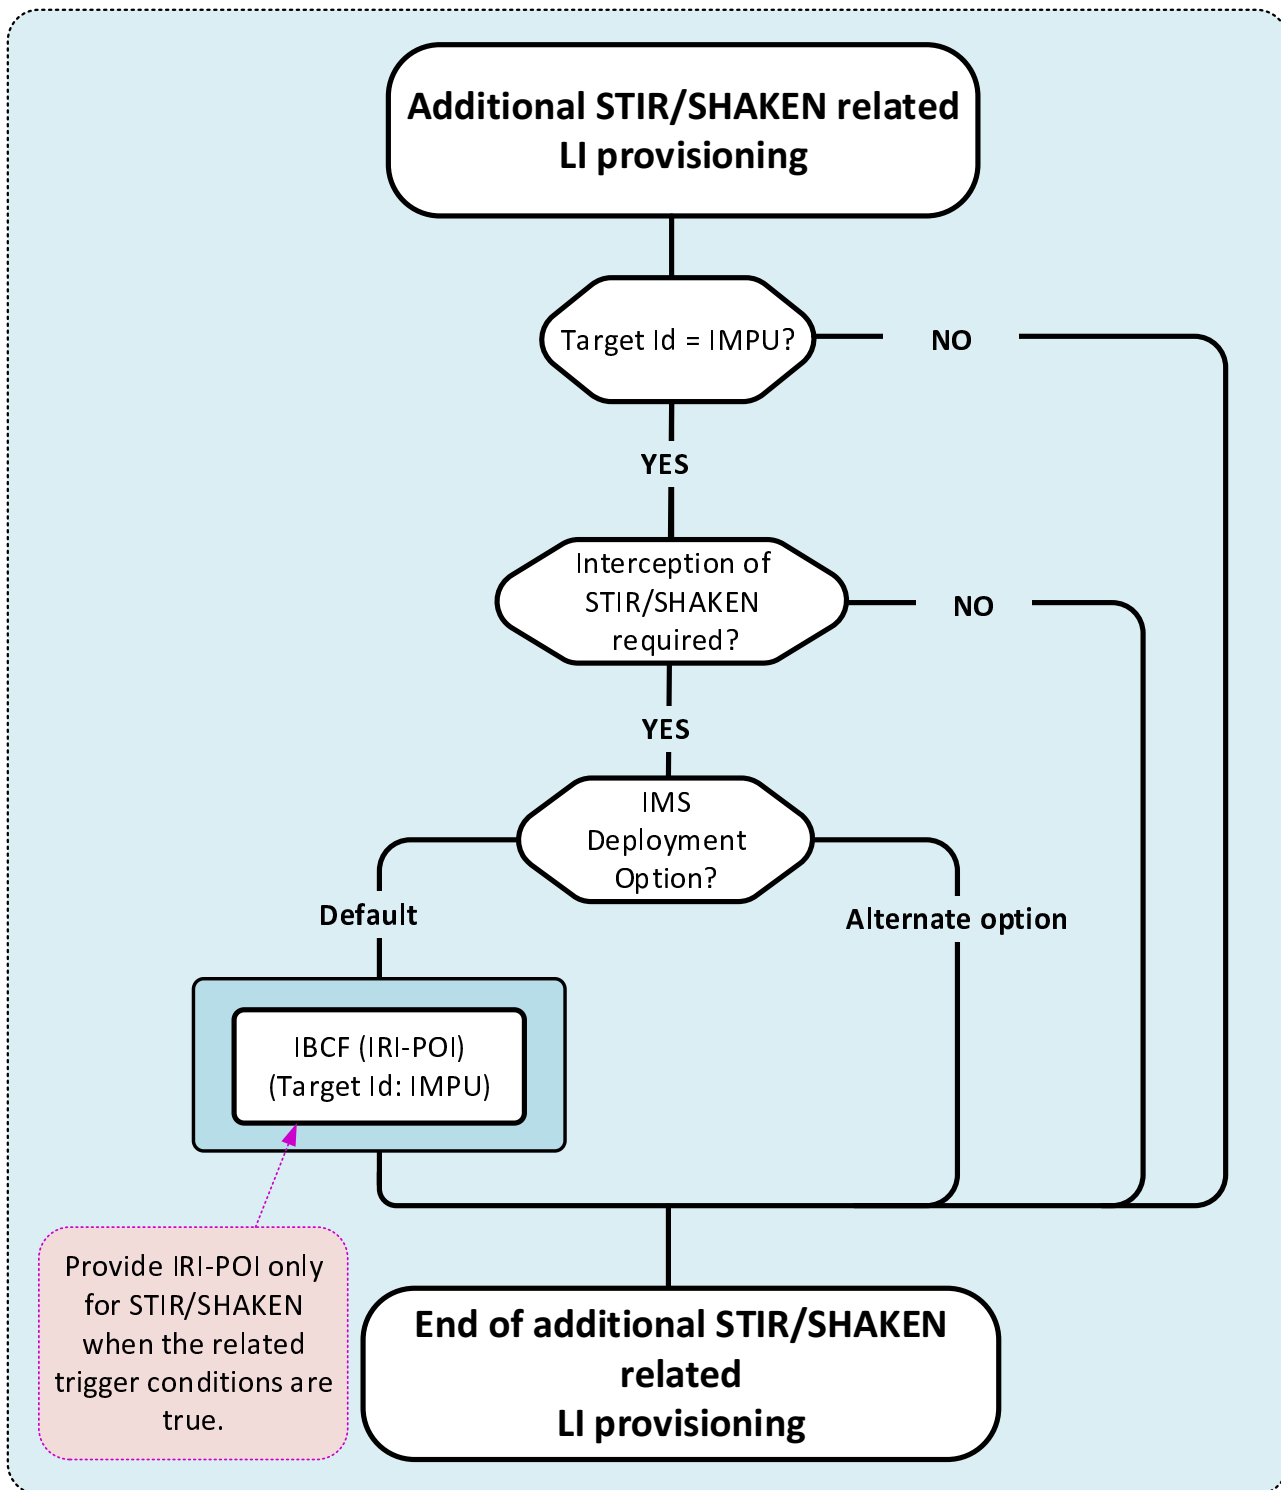 Additional STIR/SHAKEN related
LI provisioning
Target Id = IMPU?
NO
YES
Interception of
STIR/SHAKEN
required?
NO
YES
IMS
Deployment
Option?
Default
Alternate option
IBCF (IRI-POI)
(Target Id: IMPU)
Provide IRI-POI only
for STIR/SHAKEN
when the related
trigger conditions are
true.
End of additional STIR/SHAKEN
related
LI provisioning